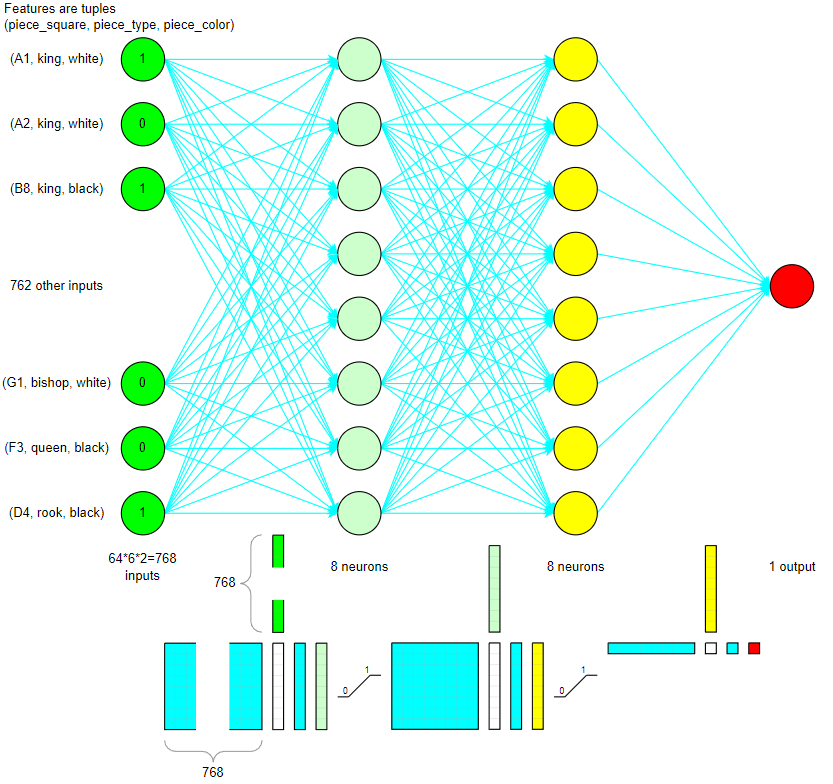 Features are tuples
(piece_square, piece_type, piece_color)
(A1, king, white)
1
(A2, king, white)
0
(B8, king, black)
1
762 other inputs
(G1, bishop, white)
0
(F3, queen, black)
0
(D4, rook, black)
1
64*6*2=768
inputs
768
8 neurons
8 neurons
1 output
0
1
0
1
768